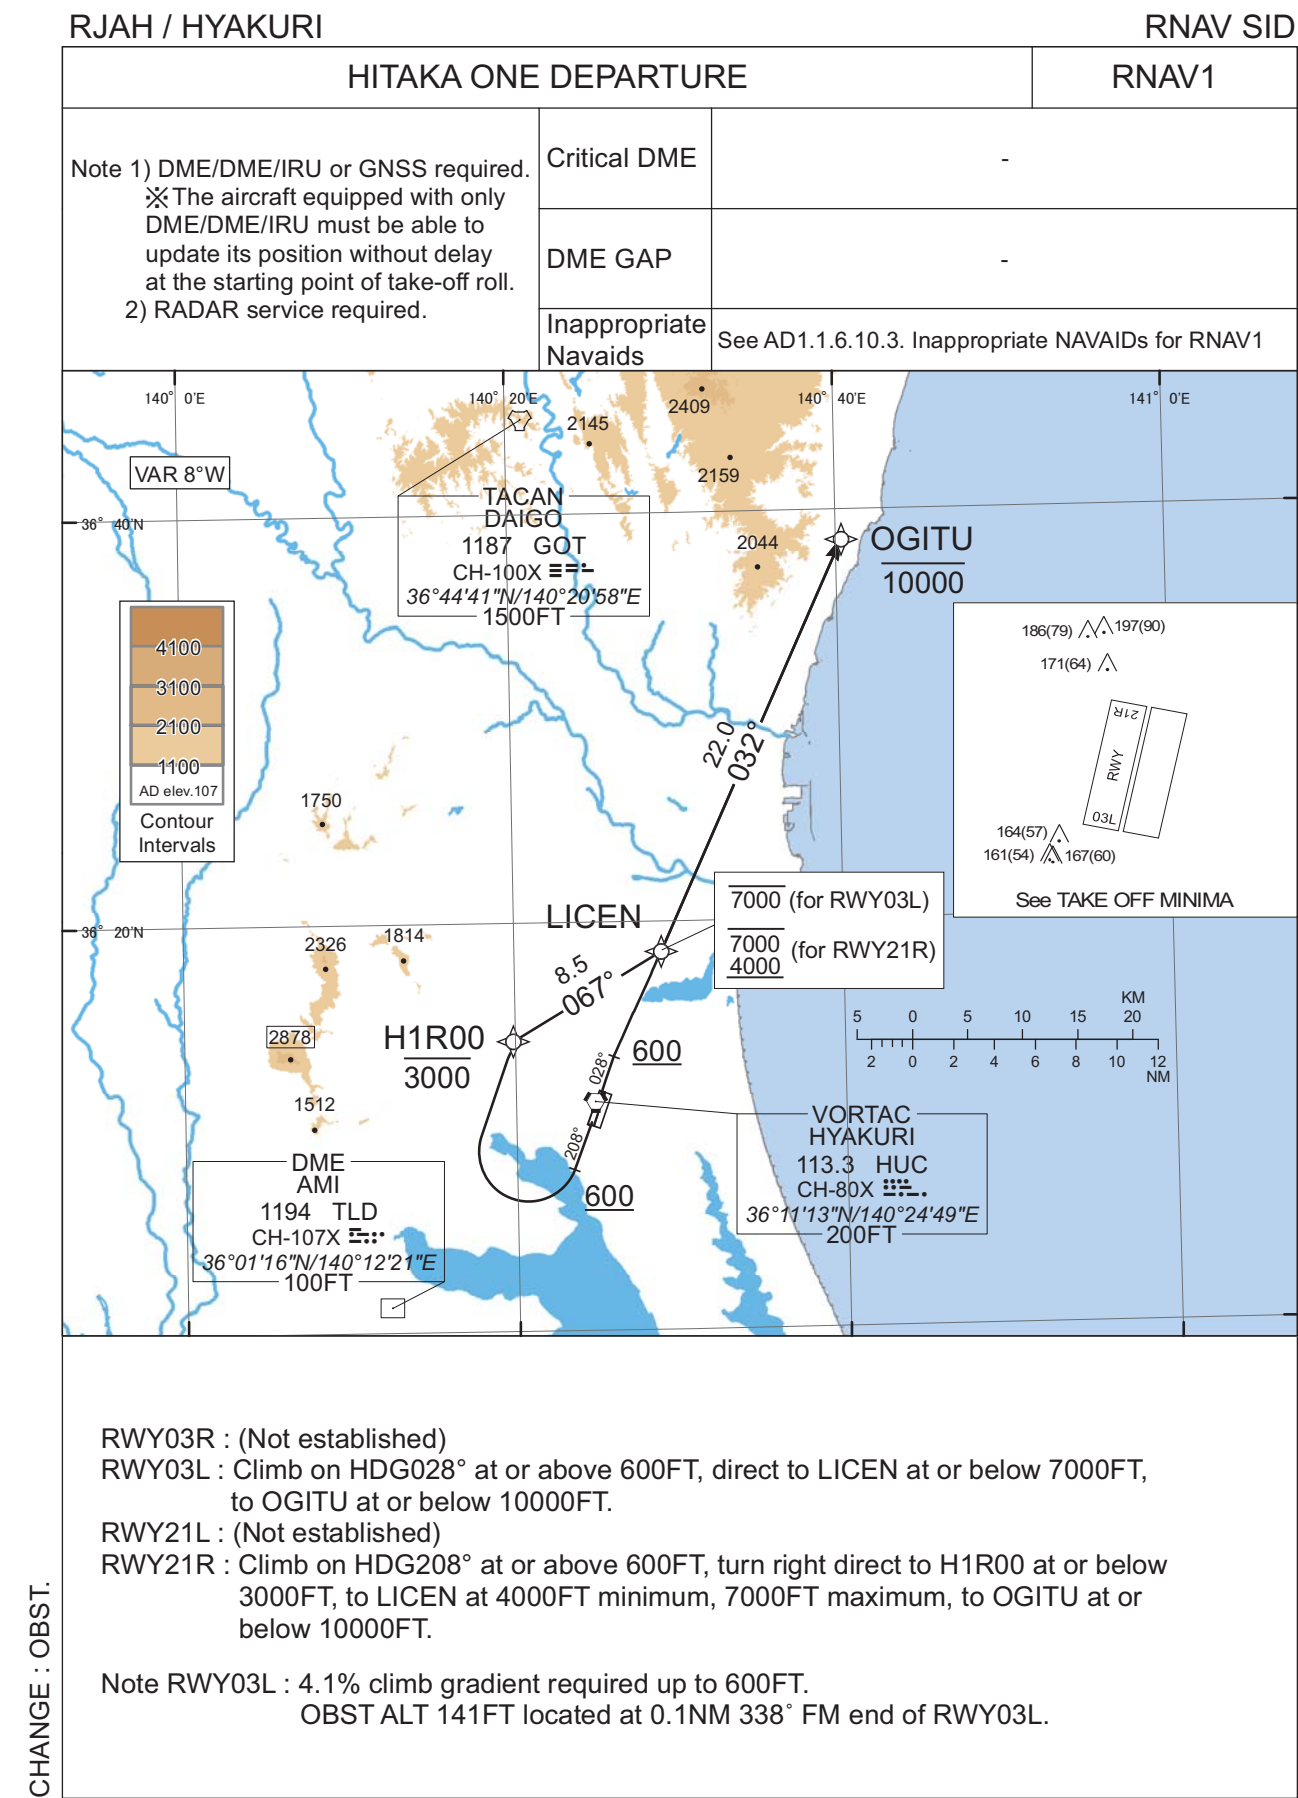 RJAH / HYAKURI
RNAV SID
HITAKA ONE DEPARTURE
RNAV1
Note 1) DME/DME/IRU or GNSS required.
※The aircraft equipped with only
DME/DME/IRU must be able to
update its position without delay
at the starting point of take-off roll.
2) RADAR service required.
Critical DME
-
DME GAP
-
Inappropriate
Navaids
See AD1.1.6.10.3. Inappropriate NAVAIDs for RNAV1
140° 0'E
140° 20'E
140° 40'E
141° 0'E
2409
2145
2159
VAR 8°W
36° 40'N
TACAN
DAIGO
1187 GOT
CH-100X
36°44'41"N/140°20'58"E
1500FT
2044
OGITU
10000
4100
3100
2100
1100
AD elev.107
Contour
Intervals
186(79)
197(90)
171(64)
21R
RWY
03L
164(57)
161(54)
167(60)
See TAKE OFF MINIMA
22.0
032°
1750
7000 (for RWY03L)
7000
4000
(for RWY21R)
LICEN
36° 20'N
2326
1814
8.5
067°
2878
H1R00
3000
600
028°
KM
5 0 5 10 15 20
2 0 2 4 6 8 10 12
NM
1512
208°
600
VORTAC
HYAKURI
113.3 HUC
CH-80X
36°11'13"N/140°24'49"E
200FT
DME
AMI
1194 TLD
CH-107X
36°01'16"N/140°12'21"E
100FT
RWY03R : (Not established)
RWY03L : Climb on HDG028° at or above 600FT, direct to LICEN at or below 7000FT,
to OGITU at or below 10000FT.
RWY21L : (Not established)
RWY21R : Climb on HDG208° at or above 600FT, turn right direct to H1R00 at or below
3000FT, to LICEN at 4000FT minimum, 7000FT maximum, to OGITU at or
below 10000FT.
Note RWY03L : 4.1% climb gradient required up to 600FT.
OBST ALT 141FT located at 0.1NM 338° FM end of RWY03L.
CHANGE : OBST.